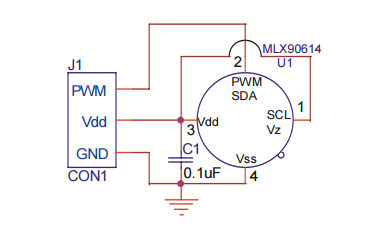 J1
PWM
Vdd
GND
CON1
MLX90614
U1
2
PWM
SDA
1
SCL
Vz
3
Vdd
Vss
4
C1
0.1uF